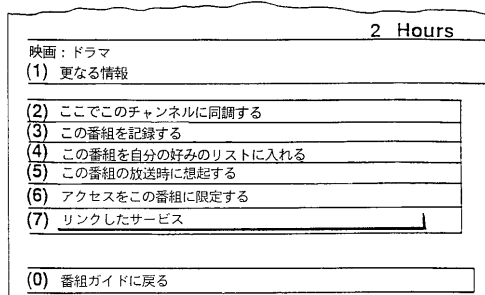 2 Hours
映画：ドラマ
(1) 更なる情報
(2) ここでこのチャンネルに同調する
(3) この番組を記録する
(4) この番組を自分の好みのリストに入れる
(5) この番組の放送時に想起する
(6) アクセスをこの番組に限定する
(7) リンクしたサービス
(0) 番組ガイドに戻る